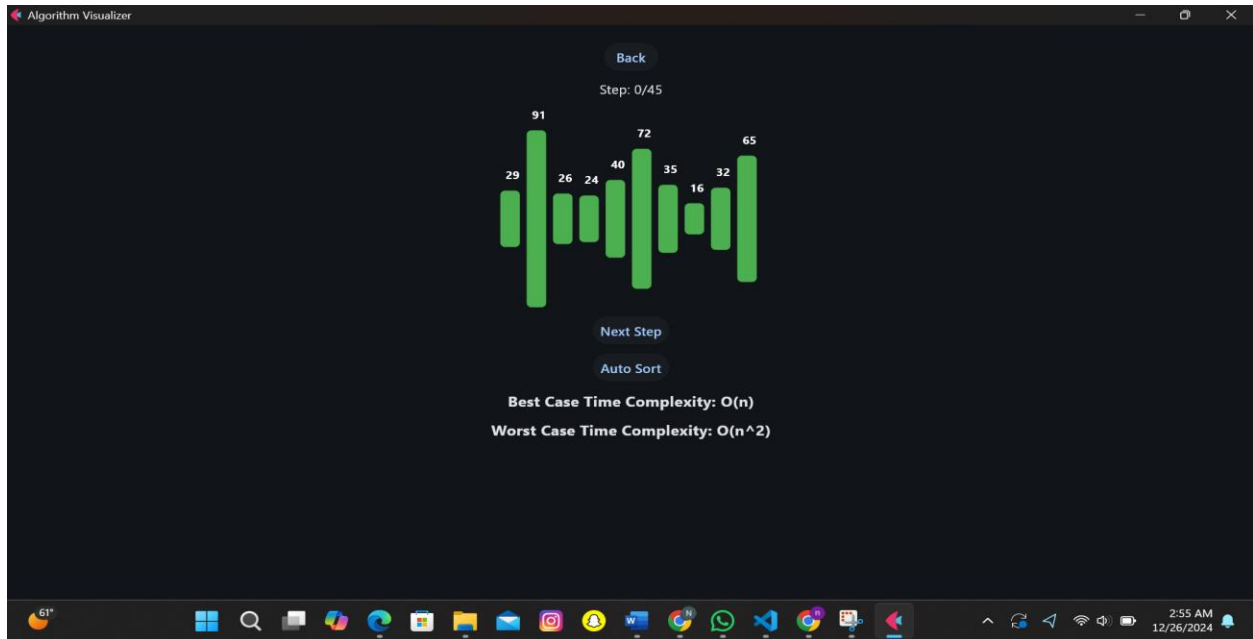 Algorithm Visualizer
Back
Step: 0/45
29 91 26 24 40 72 35 16 32 65
Next Step
Auto Sort
Best Case Time Complexity: O(n)
Worst Case Time Complexity: O(n^2)
61°
2:55 AM
12/26/2024